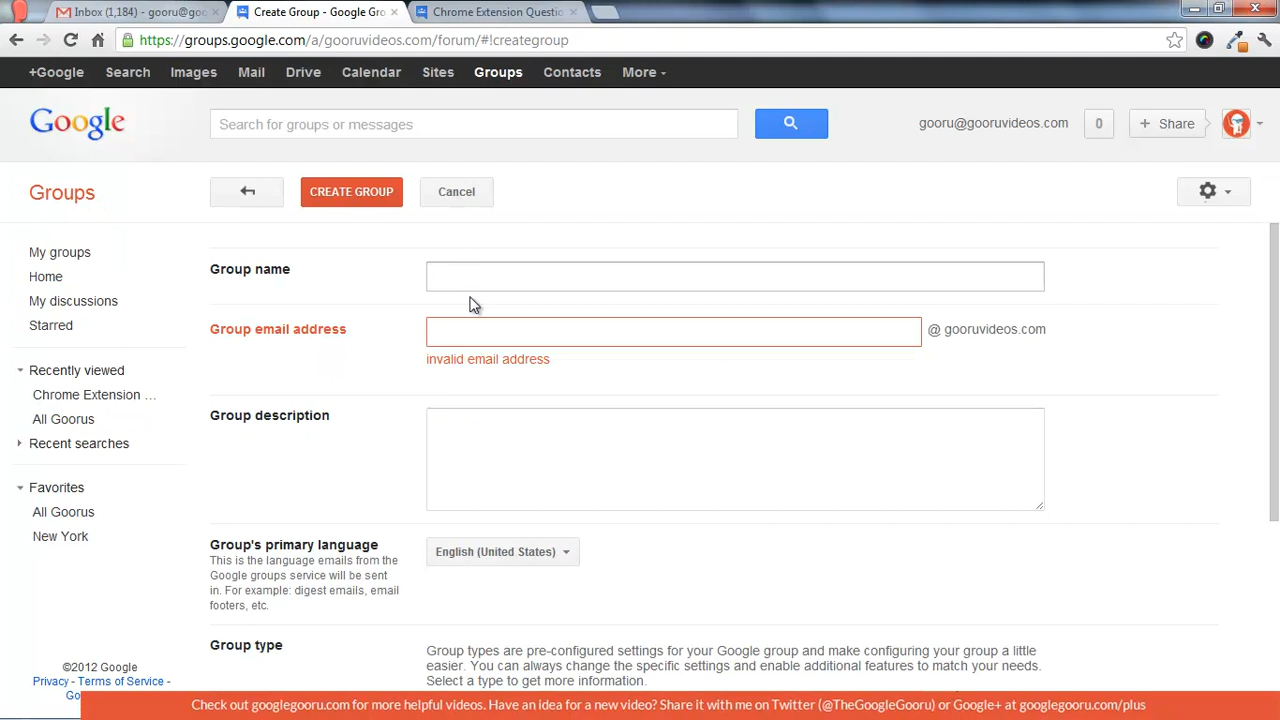 Inbox (1,184) - gooru@goo
Create Group - Google Gro
Chrome Extension Questio
https://groups.google.com/a/gooruvideos.com/forum/#!creategroup
+Google Search Images Mail Drive Calendar Sites Groups Contacts More
Google
Search for groups or messages
gooru@gooruvideos.com
0
+ Share
Groups
CREATE GROUP
Cancel
My groups
Home
My discussions
Starred
Recently viewed
Chrome Extension ...
All Goorus
Recent searches
Favorites
All Goorus
New York
Group name
Group email address
@ gooruvideos.com
invalid email address
Group description
Group's primary language
This is the language emails from the
Google groups service will be sent
in. For example: digest emails, email
footers, etc.
English (United States)
Group type
Group types are pre-configured settings for your Google group and make configuring your group a little
easier. You can always change the specific settings and enable additional features to match your needs.
Select a type to get more information.
©2012 Google
Privacy - Terms of Service -
Check out googlegooru.com for more helpful videos. Have an idea for a new video? Share it with me on Twitter (@TheGoogleGooru) or Google+ at googlegooru.com/plus